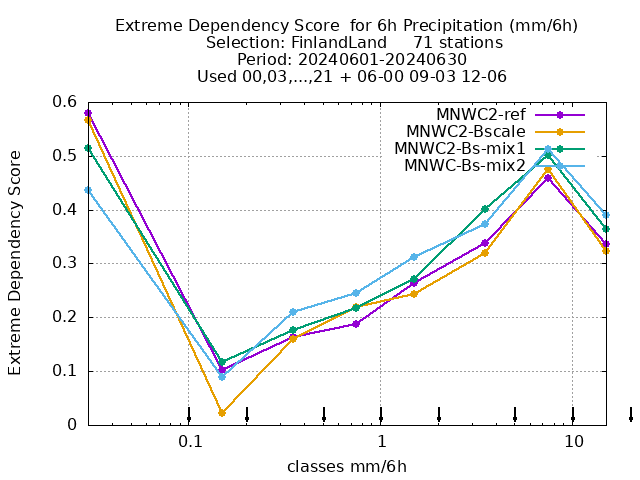 Extreme Dependency Score  for 6h Precipitation (mm/6h)
Selection: FinlandLand     71 stations
Period: 20240601-20240630
Used 00,03,...,21 + 06-00 09-03 12-06
MNWC2-ref
MNWC2-Bscale
MNWC2-Bs-mix1
MNWC-Bs-mix2
Extreme Dependency Score
0.6
0.5
0.4
0.3
0.2
0.1
0
0.1 1 10
classes mm/6h